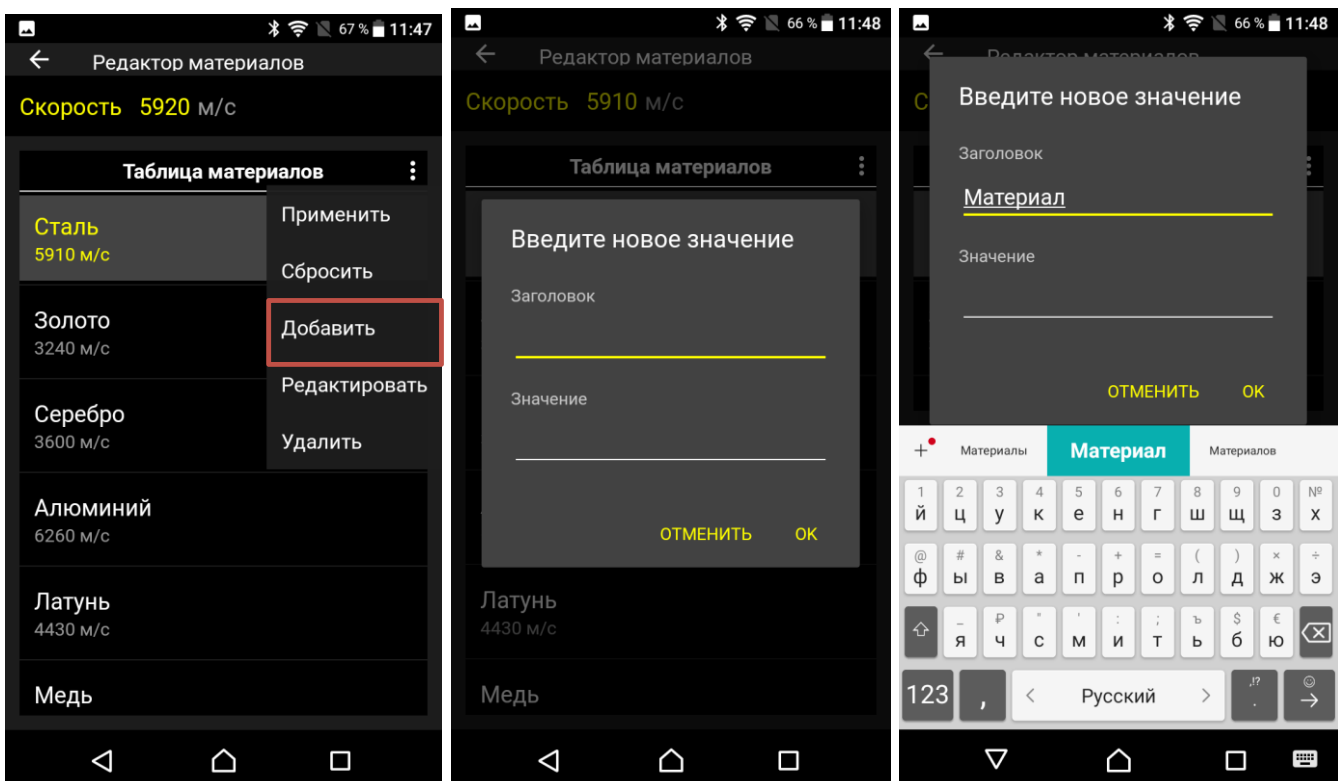 67 % 11:47
Редактор материалов
Скорость 5920 м/с
Таблица материалов
Сталь
5910 м/с
Применить
Сбросить
Добавить
Редактировать
Удалить
Золото
3240 м/с
Серебро
3600 м/с
Алюминий
6260 м/с
Латунь
4430 м/с
Медь
66 % 11:48
Редактор материалов
Скорость 5910 м/с
Таблица материалов
Введите новое значение
Заголовок
Значение
ОТМЕНИТЬ OK
Латунь
4430 м/с
Медь
66 % 11:48
Редактор материалов
С
Введите новое значение
Заголовок
Материал
Значение
ОТМЕНИТЬ OK
+ Материалы Материал Материалов
1 2 3 4 5 6 7 8 9 0 №
й ц у к е н г ш щ з х
@ # & * - + = ( ) × ÷
ф ы в а п р о л д ж э
_ ₽ " ' : ; ъ $ €
я ч с м и т ь б ю
123 , < Русский > ,!? .